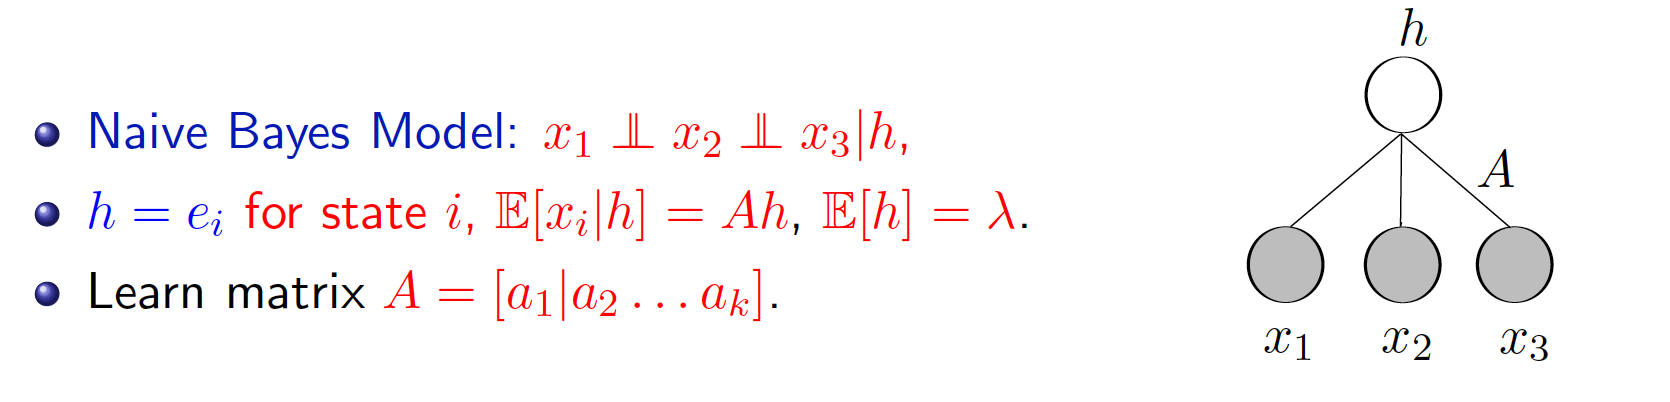 h
Naive Bayes Model: x₁ ⫫ x₂ ⫫ x₃|h,
A
h = eᵢ for state i, 𝔼[xᵢ|h] = Ah, 𝔼[h] = λ.
Learn matrix A = [a₁|a₂ … aₖ].
x₁ x₂ x₃